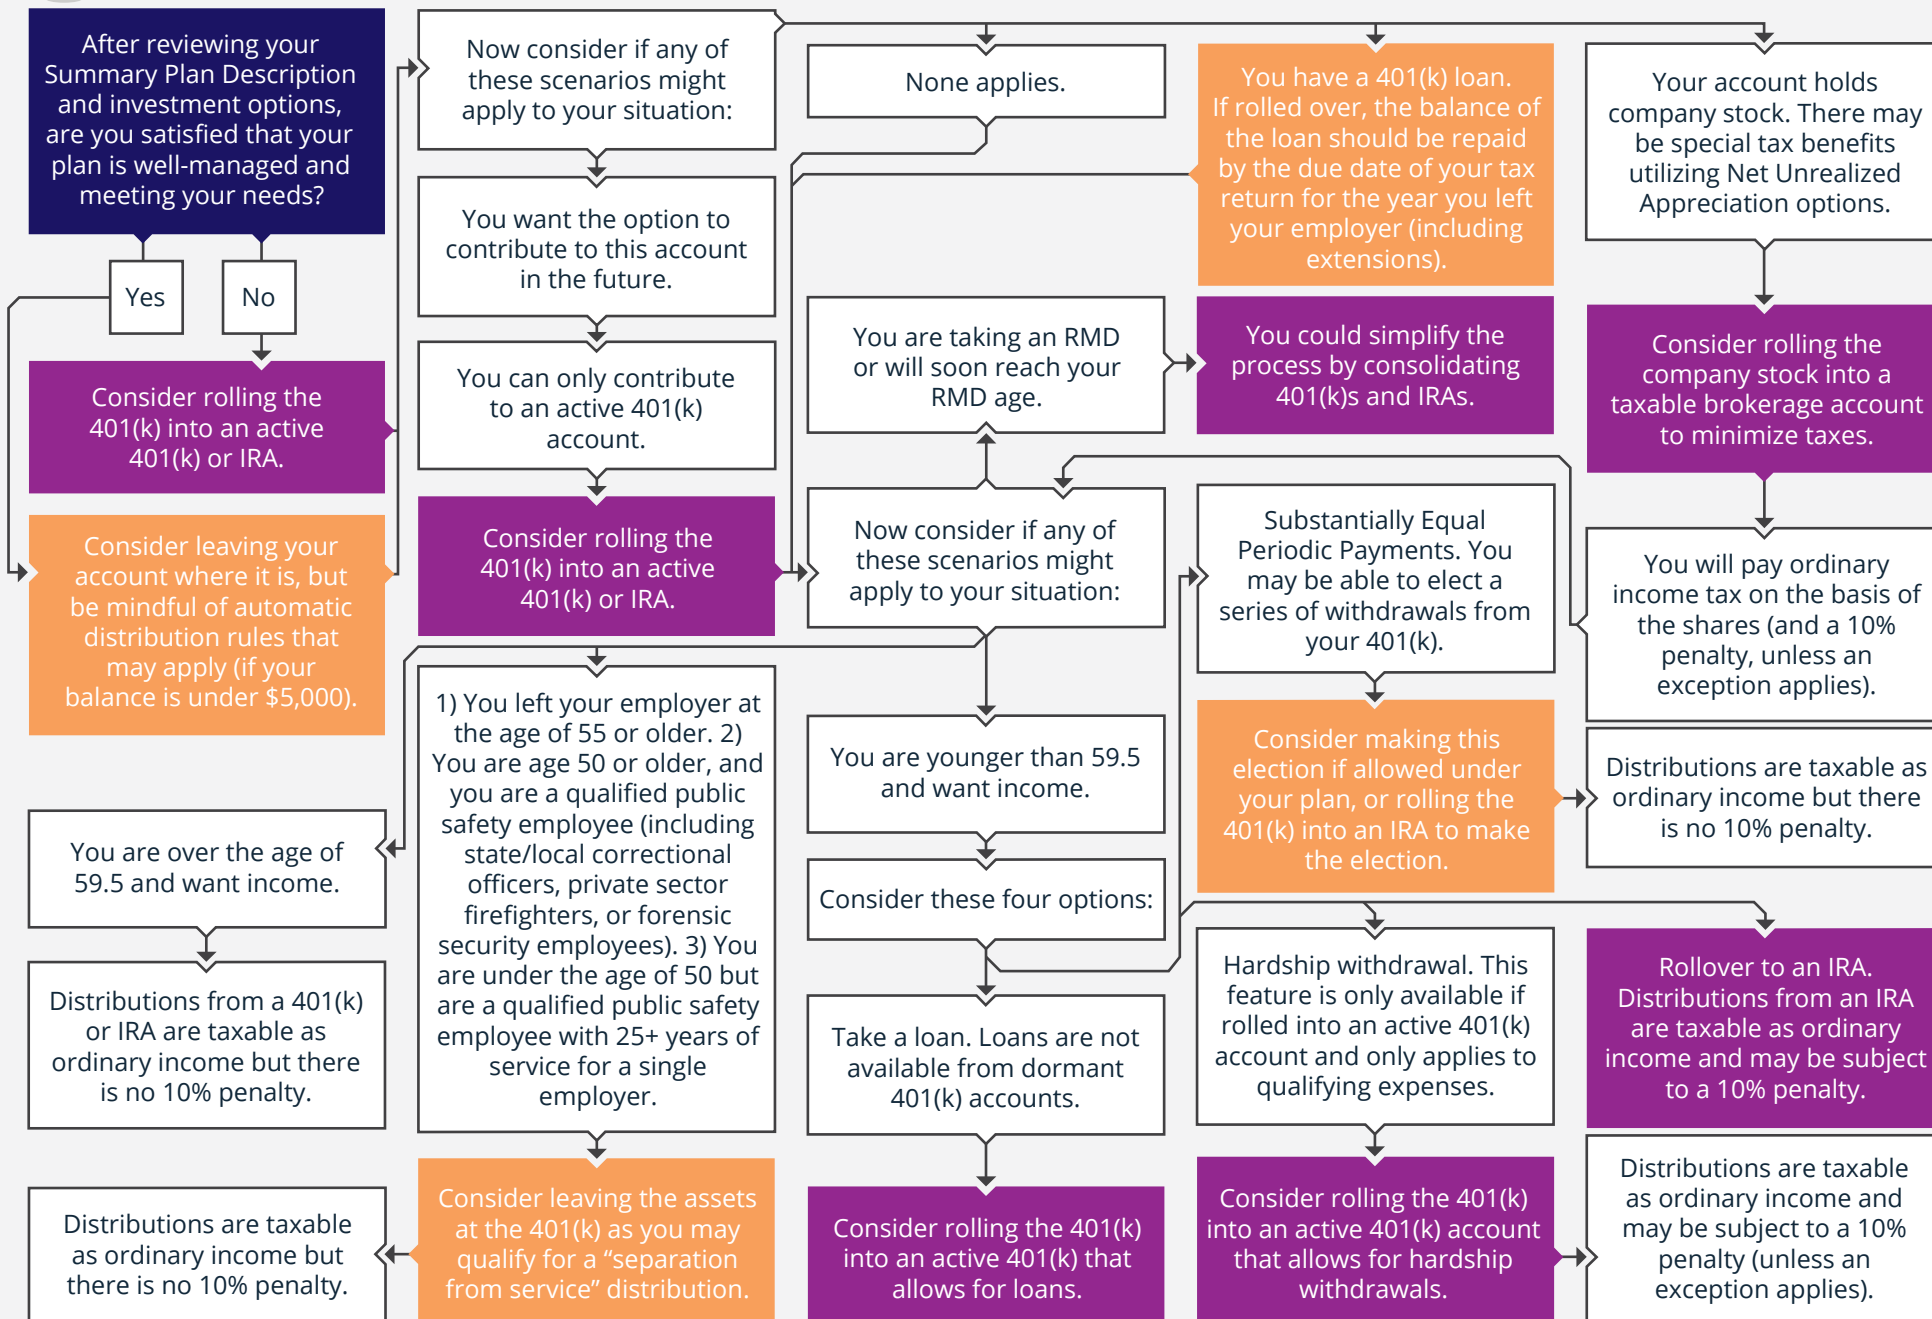 After reviewing your
Summary Plan Description
and investment options,
are you satisfied that your
plan is well-managed and
meeting your needs?
Yes
No
Consider rolling the
401(k) into an active
401(k) or IRA.
Consider leaving your
account where it is, but
be mindful of automatic
distribution rules that
may apply (if your
balance is under $5,000).
Now consider if any of
these scenarios might
apply to your situation:
You want the option to
contribute to this account
in the future.
You can only contribute
to an active 401(k)
account.
Consider rolling the
401(k) into an active
401(k) or IRA.
None applies.
You have a 401(k) loan.
If rolled over, the balance of
the loan should be repaid
by the due date of your tax
return for the year you left
your employer (including
extensions).
Your account holds
company stock. There may
be special tax benefits
utilizing Net Unrealized
Appreciation options.
Consider rolling the
company stock into a
taxable brokerage account
to minimize taxes.
You will pay ordinary
income tax on the basis of
the shares (and a 10%
penalty, unless an
exception applies).
Now consider if any of
these scenarios might
apply to your situation:
You are taking an RMD
or will soon reach your
RMD age.
You could simplify the
process by consolidating
401(k)s and IRAs.
You are over the age of
59.5 and want income.
Distributions from a 401(k)
or IRA are taxable as
ordinary income but there
is no 10% penalty.
1) You left your employer at
the age of 55 or older. 2)
You are age 50 or older, and
you are a qualified public
safety employee (including
state/local correctional
officers, private sector
firefighters, or forensic
security employees). 3) You
are under the age of 50 but
are a qualified public safety
employee with 25+ years of
service for a single
employer.
Consider leaving the assets
at the 401(k) as you may
qualify for a “separation
from service” distribution.
Distributions are taxable
as ordinary income but
there is no 10% penalty.
You are younger than 59.5
and want income.
Consider these four options:
Take a loan. Loans are not
available from dormant
401(k) accounts.
Consider rolling the 401(k)
into an active 401(k) that
allows for loans.
Substantially Equal
Periodic Payments. You
may be able to elect a
series of withdrawals from
your 401(k).
Consider making this
election if allowed under
your plan, or rolling the
401(k) into an IRA to make
the election.
Distributions are taxable as
ordinary income but there
is no 10% penalty.
Hardship withdrawal. This
feature is only available if
rolled into an active 401(k)
account and only applies to
qualifying expenses.
Consider rolling the 401(k)
into an active 401(k) account
that allows for hardship
withdrawals.
Distributions are taxable
as ordinary income and
may be subject to a 10%
penalty (unless an
exception applies).
Rollover to an IRA.
Distributions from an IRA
are taxable as ordinary
income and may be subject
to a 10% penalty.